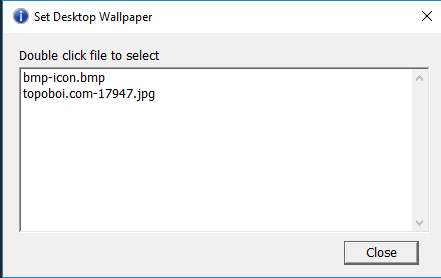 Set Desktop Wallpaper
Double click file to select
bmp-icon.bmp
topoboi.com-17947.jpg
Close